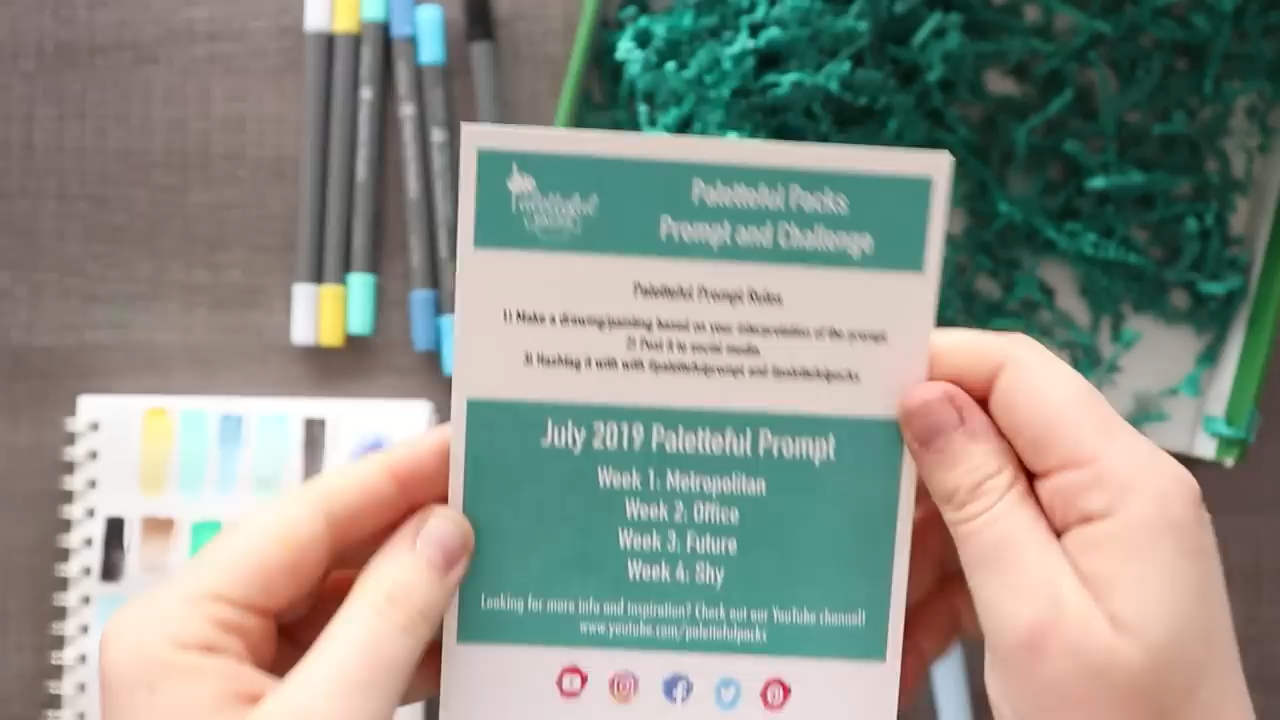 Paletteful Packs
Paletteful Packs
Prompt and Challenge
Paletteful Prompt Rules
1) Make a drawing/painting based on your interpretation of the prompt.
2) Post it to social media.
3) Hashtag it with with #palettefulprompt and #palettefulpacks
July 2019 Paletteful Prompt
Week 1: Metropolitan
Week 2: Office
Week 3: Future
Week 4: Shy
Looking for more info and inspiration? Check out our YouTube channel!
www.youtube.com/palettefulpacks